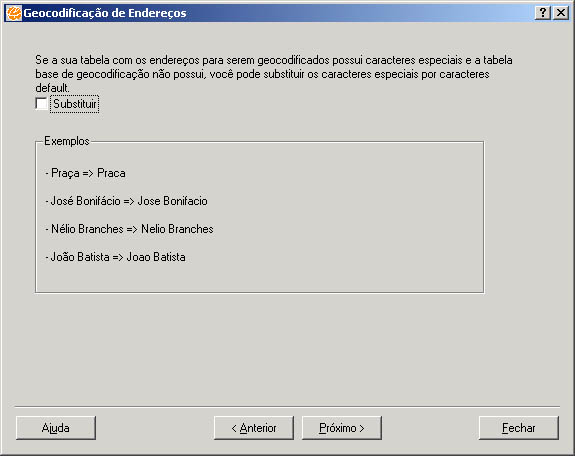 Geocodificação de Endereços
Se a sua tabela com os endereços para serem geocodificados possui caracteres especiais e a tabela
base de geocodificação não possui, você pode substituir os caracteres especiais por caracteres
default.
Substituir
Exemplos
- Praça => Praca
- José Bonifácio => Jose Bonifacio
- Nélio Branches => Nelio Branches
- João Batista => Joao Batista
Ajuda
< Anterior
Próximo >
Fechar